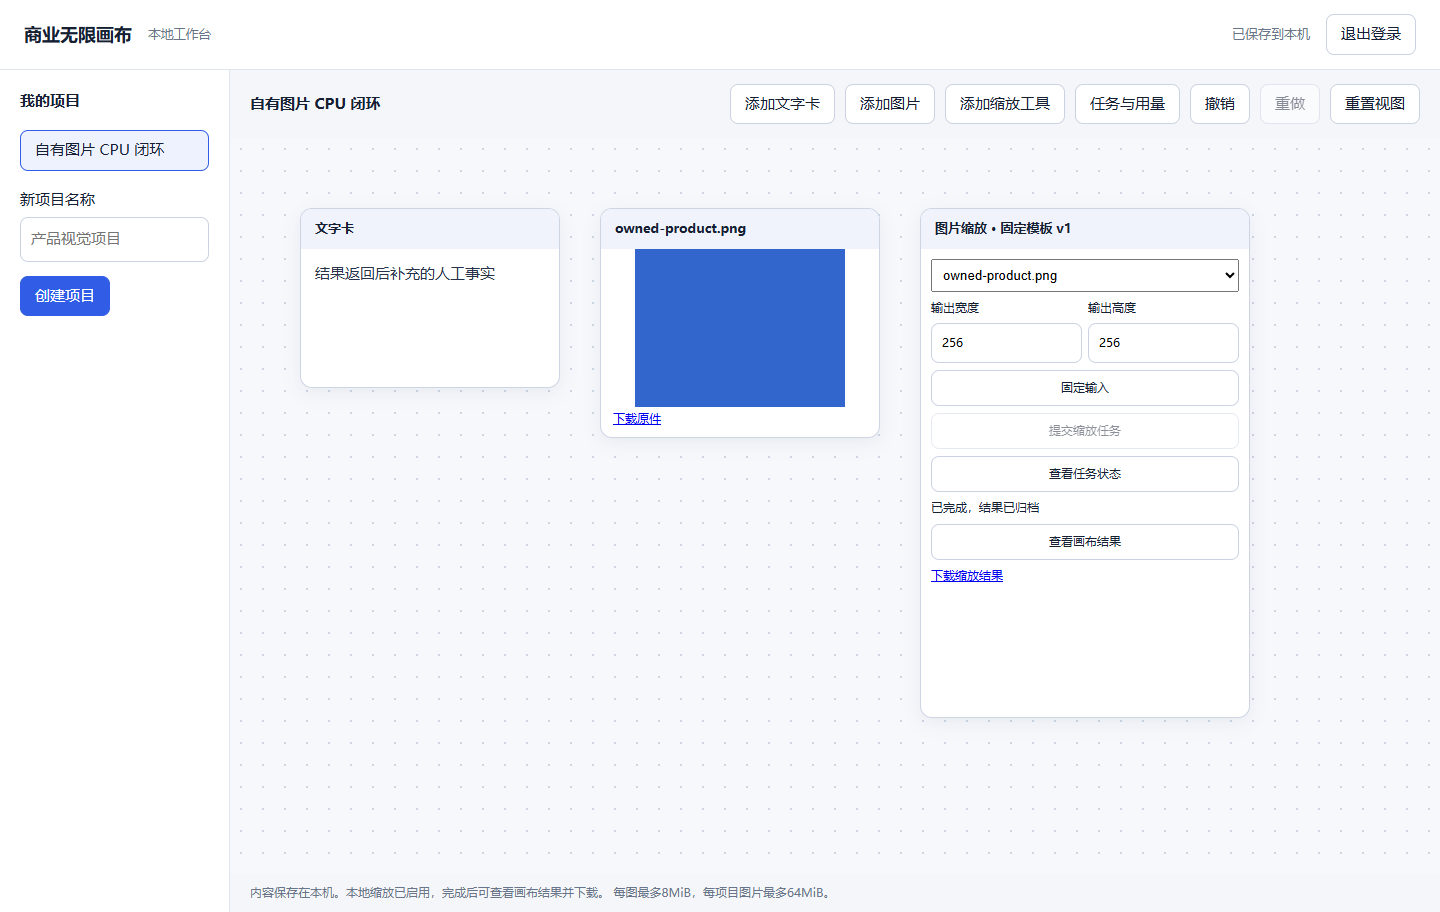 商业无限画布 本地工作台 已保存到本机 退出登录
我的项目
自有图片 CPU 闭环
新项目名称
产品视觉项目
创建项目
自有图片 CPU 闭环 添加文字卡 添加图片 添加缩放工具 任务与用量 撤销 重做 重置视图
文字卡
结果返回后补充的人工事实
owned-product.png
下载原件
图片缩放 • 固定模板 v1
owned-product.png
输出宽度 输出高度
256 256
固定输入
提交缩放任务
查看任务状态
已完成，结果已归档
查看画布结果
下载缩放结果
内容保存在本机。本地缩放已启用，完成后可查看画布结果并下载。 每图最多8MiB，每项目图片最多64MiB。